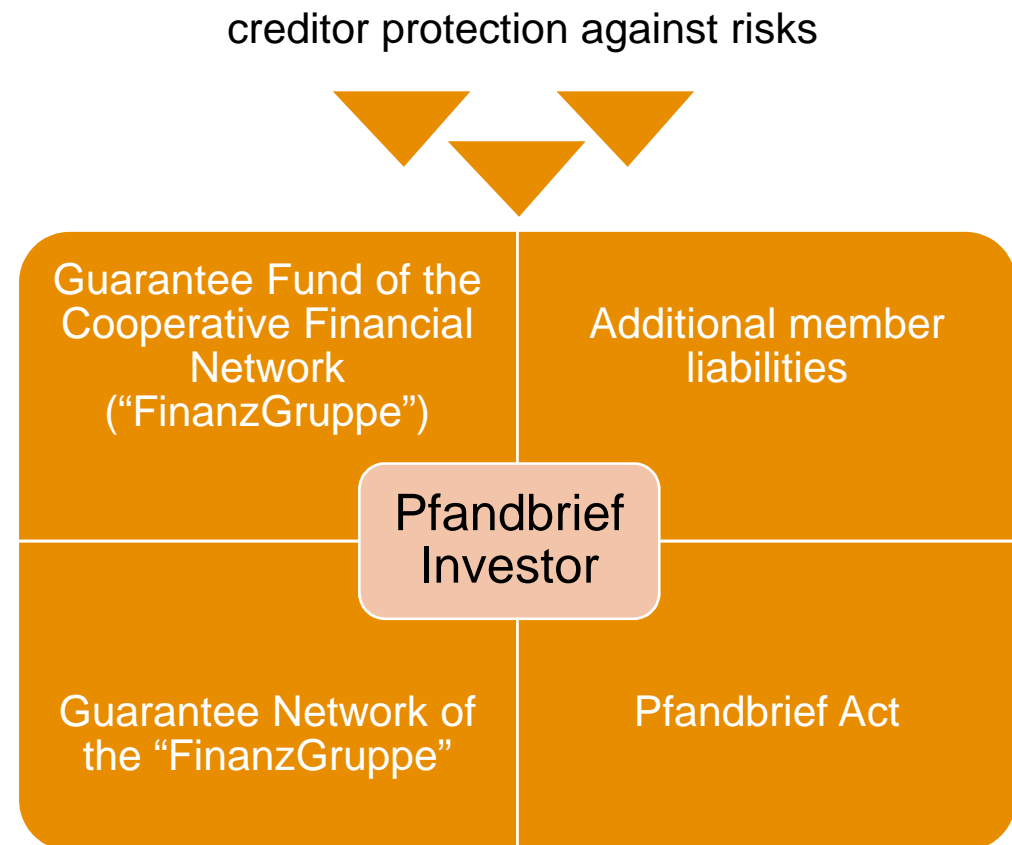 creditor protection against risks
Guarantee Fund of the
Cooperative Financial
Network
(“FinanzGruppe”)
Additional member
liabilities
Pfandbrief
Investor
Guarantee Network of
the “FinanzGruppe”
Pfandbrief Act